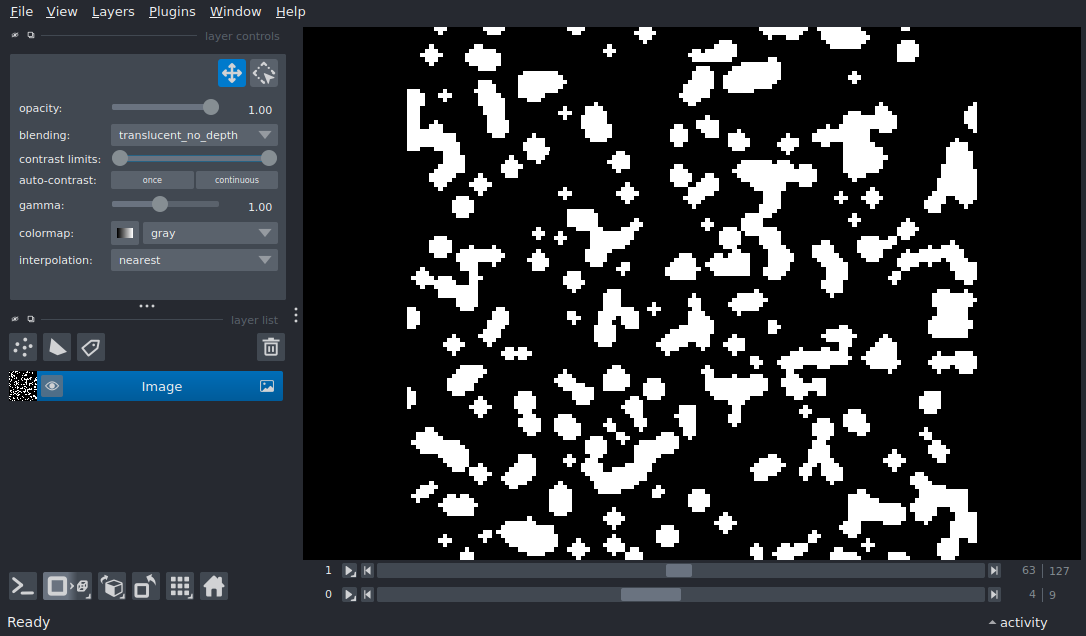 File View Layers Plugins Window Help
layer controls
opacity: 1.00
blending: translucent_no_depth
contrast limits:
auto-contrast: once continuous
gamma: 1.00
colormap: gray
interpolation: nearest
layer list
Image
1 63 127
0 4 9
Ready activity